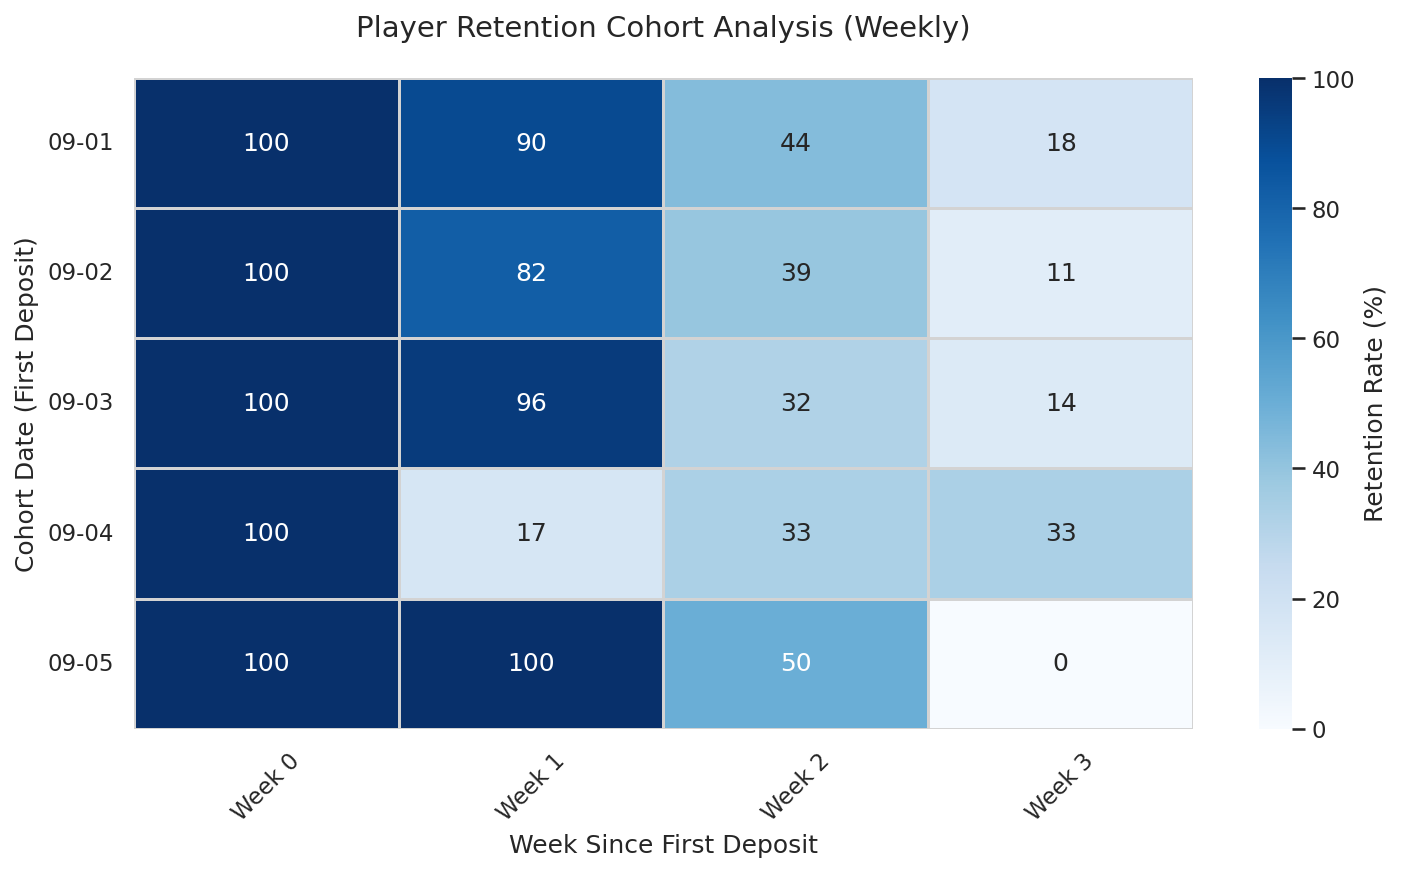 Player Retention Cohort Analysis (Weekly)
Cohort Date (First Deposit)
09-01 100 90 44 18
09-02 100 82 39 11
09-03 100 96 32 14
09-04 100 17 33 33
09-05 100 100 50 0
Week 0 Week 1 Week 2 Week 3
Week Since First Deposit
100
80
60
40
20
0
Retention Rate (%)